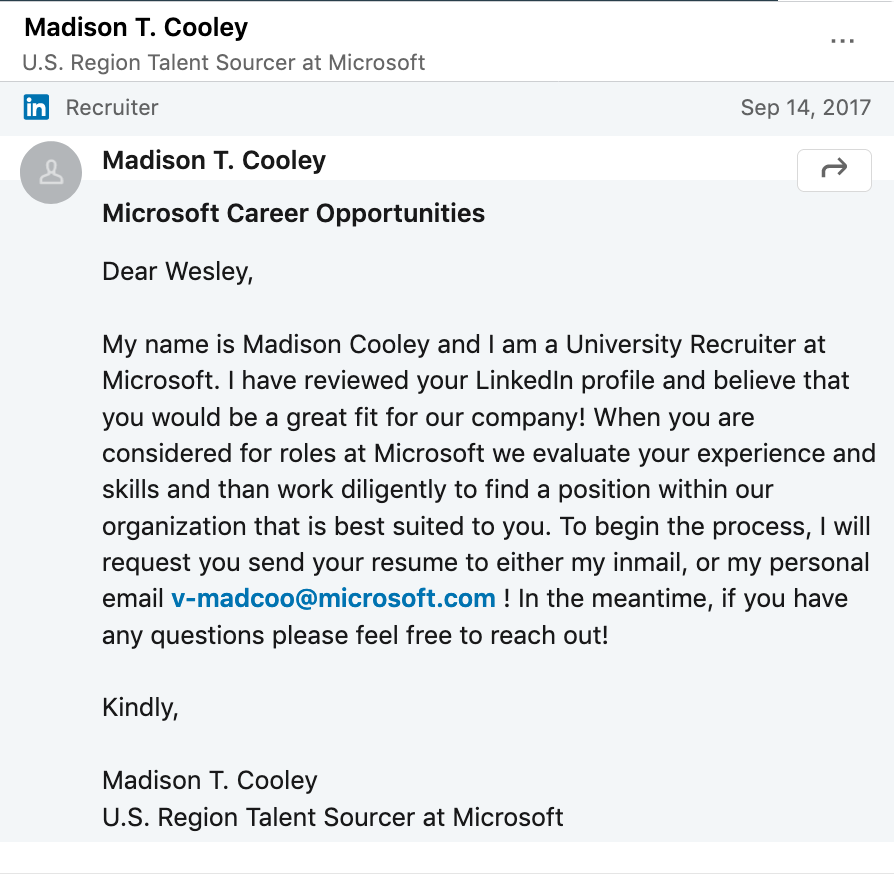 Madison T. Cooley
...
U.S. Region Talent Sourcer at Microsoft
in Recruiter Sep 14, 2017
Madison T. Cooley
Microsoft Career Opportunities
Dear Wesley,
My name is Madison Cooley and I am a University Recruiter at
Microsoft. I have reviewed your LinkedIn profile and believe that
you would be a great fit for our company! When you are
considered for roles at Microsoft we evaluate your experience and
skills and than work diligently to find a position within our
organization that is best suited to you. To begin the process, I will
request you send your resume to either my inmail, or my personal
email v-madcoo@microsoft.com ! In the meantime, if you have
any questions please feel free to reach out!
Kindly,
Madison T. Cooley
U.S. Region Talent Sourcer at Microsoft